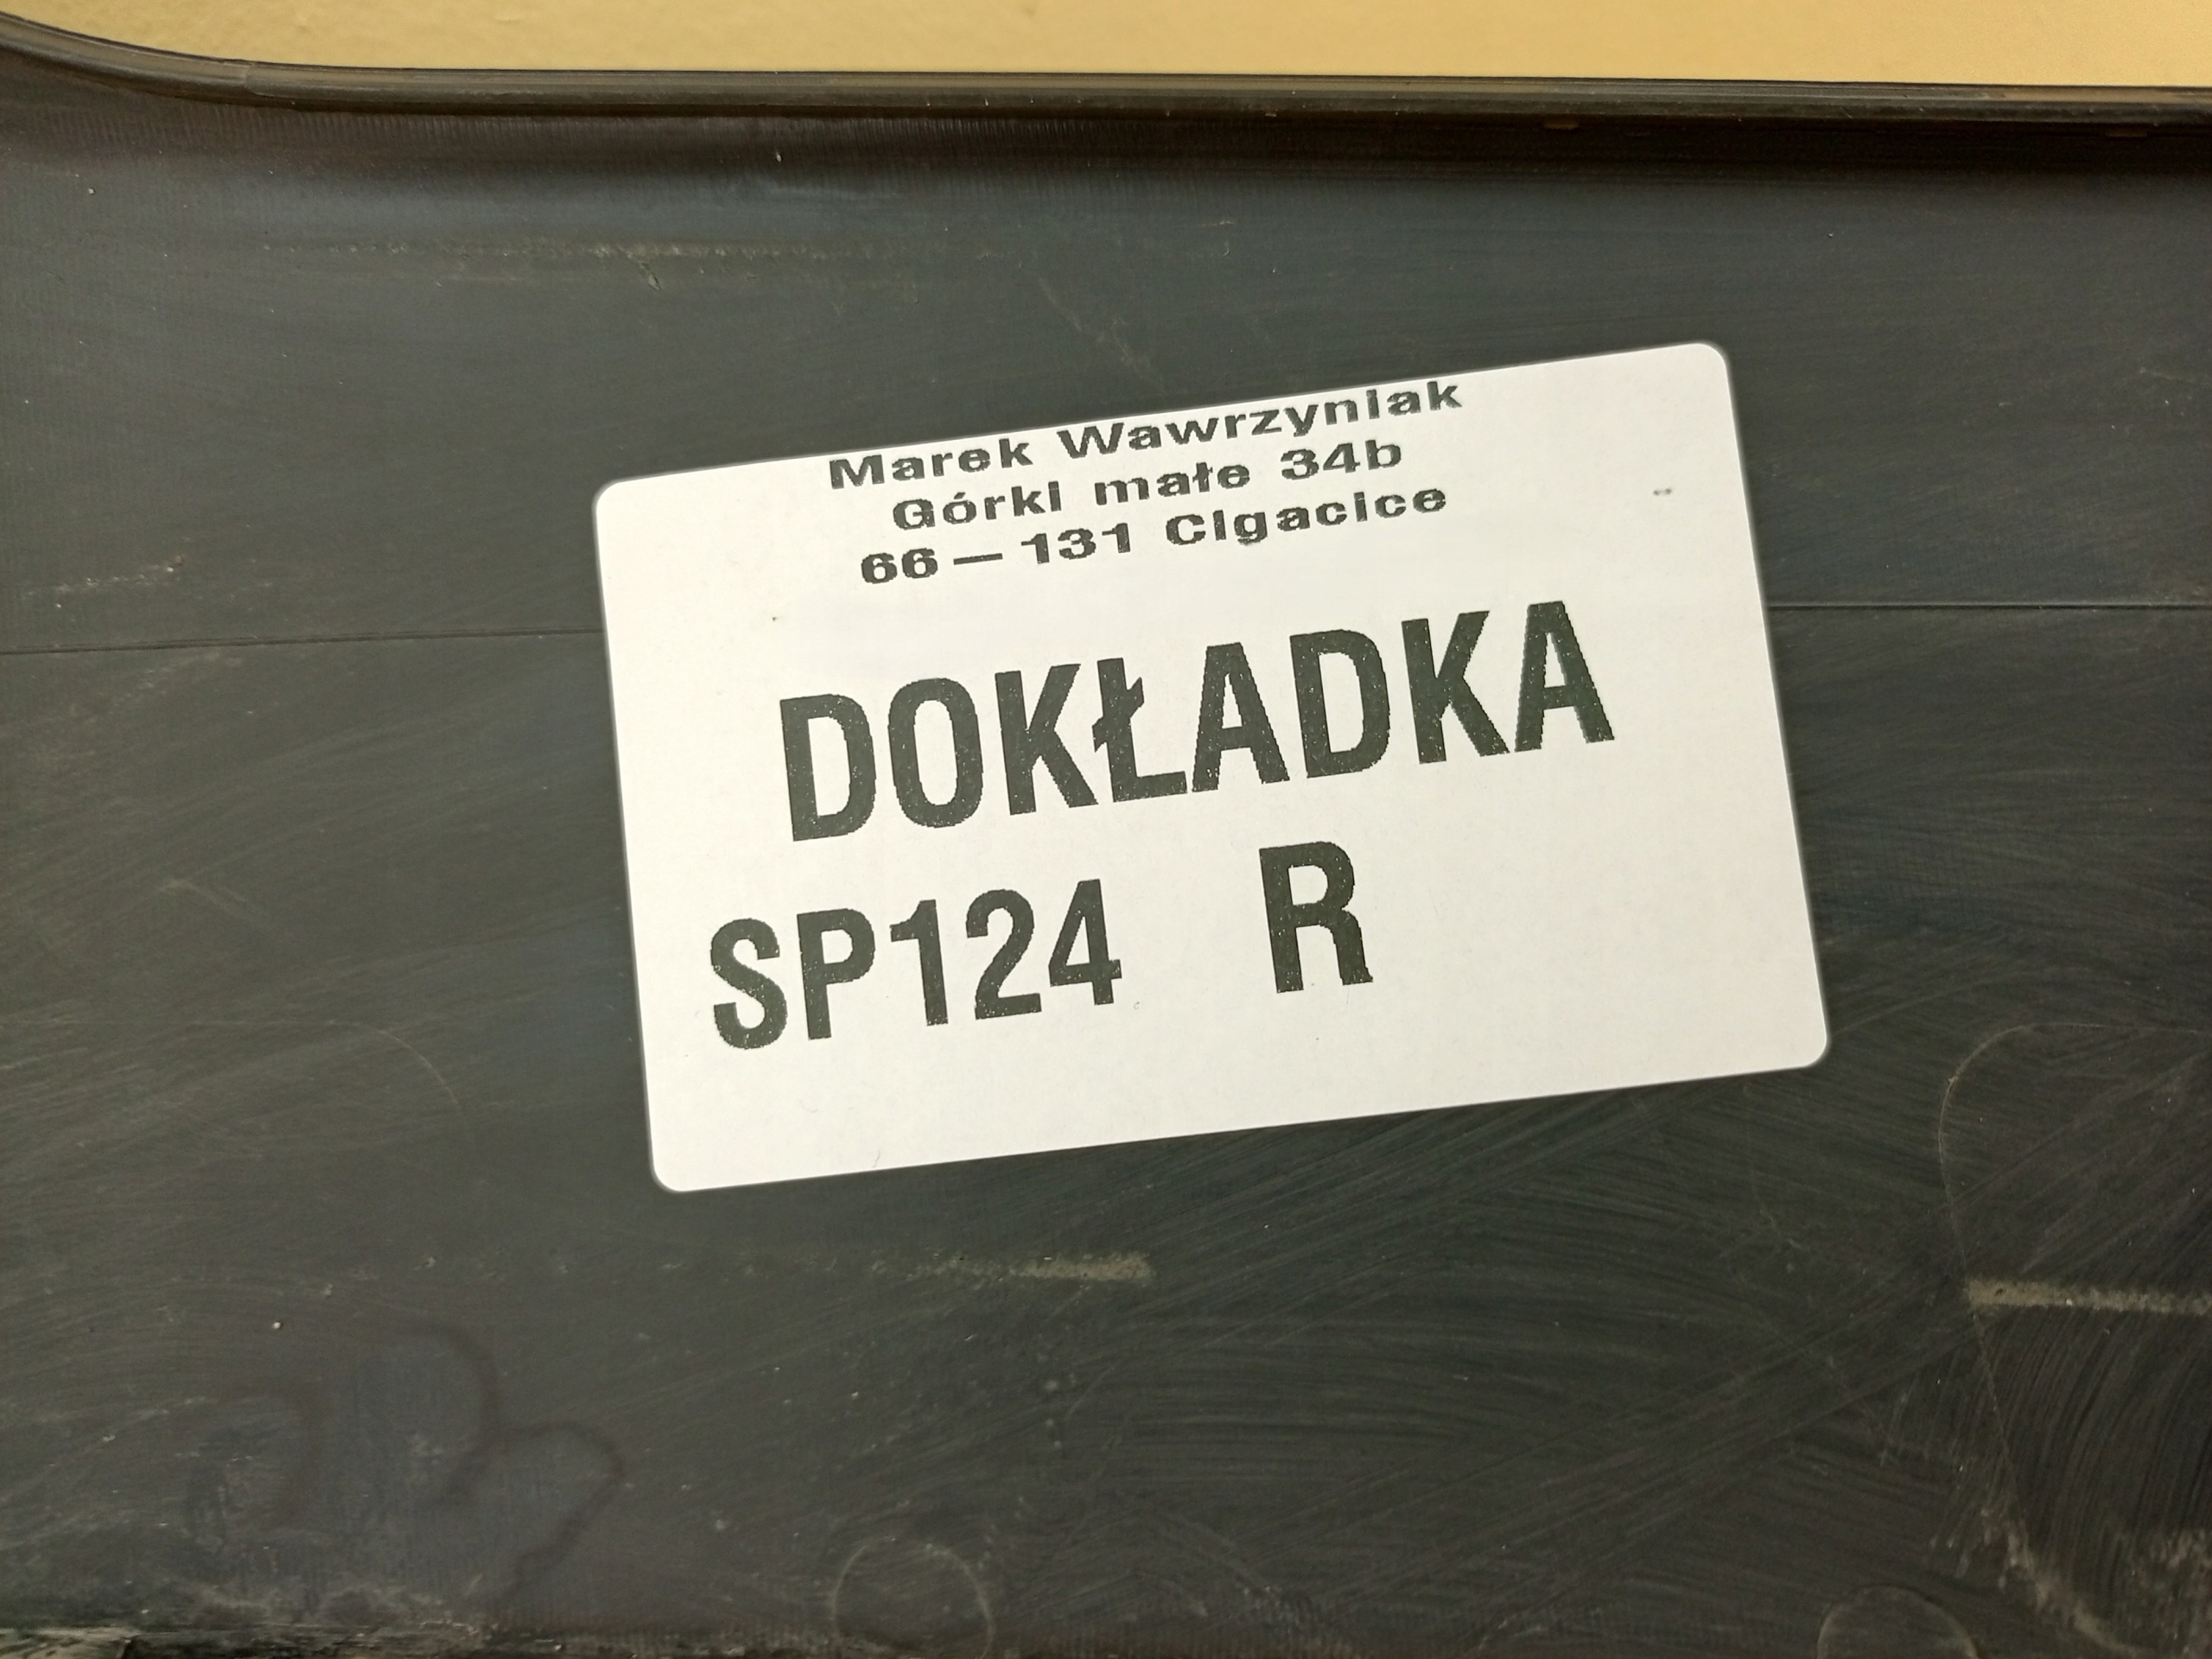 Marek Wawrzyniak
Górki małe 34b
66 – 131 Cigacice
DOKŁADKA
SP124 R